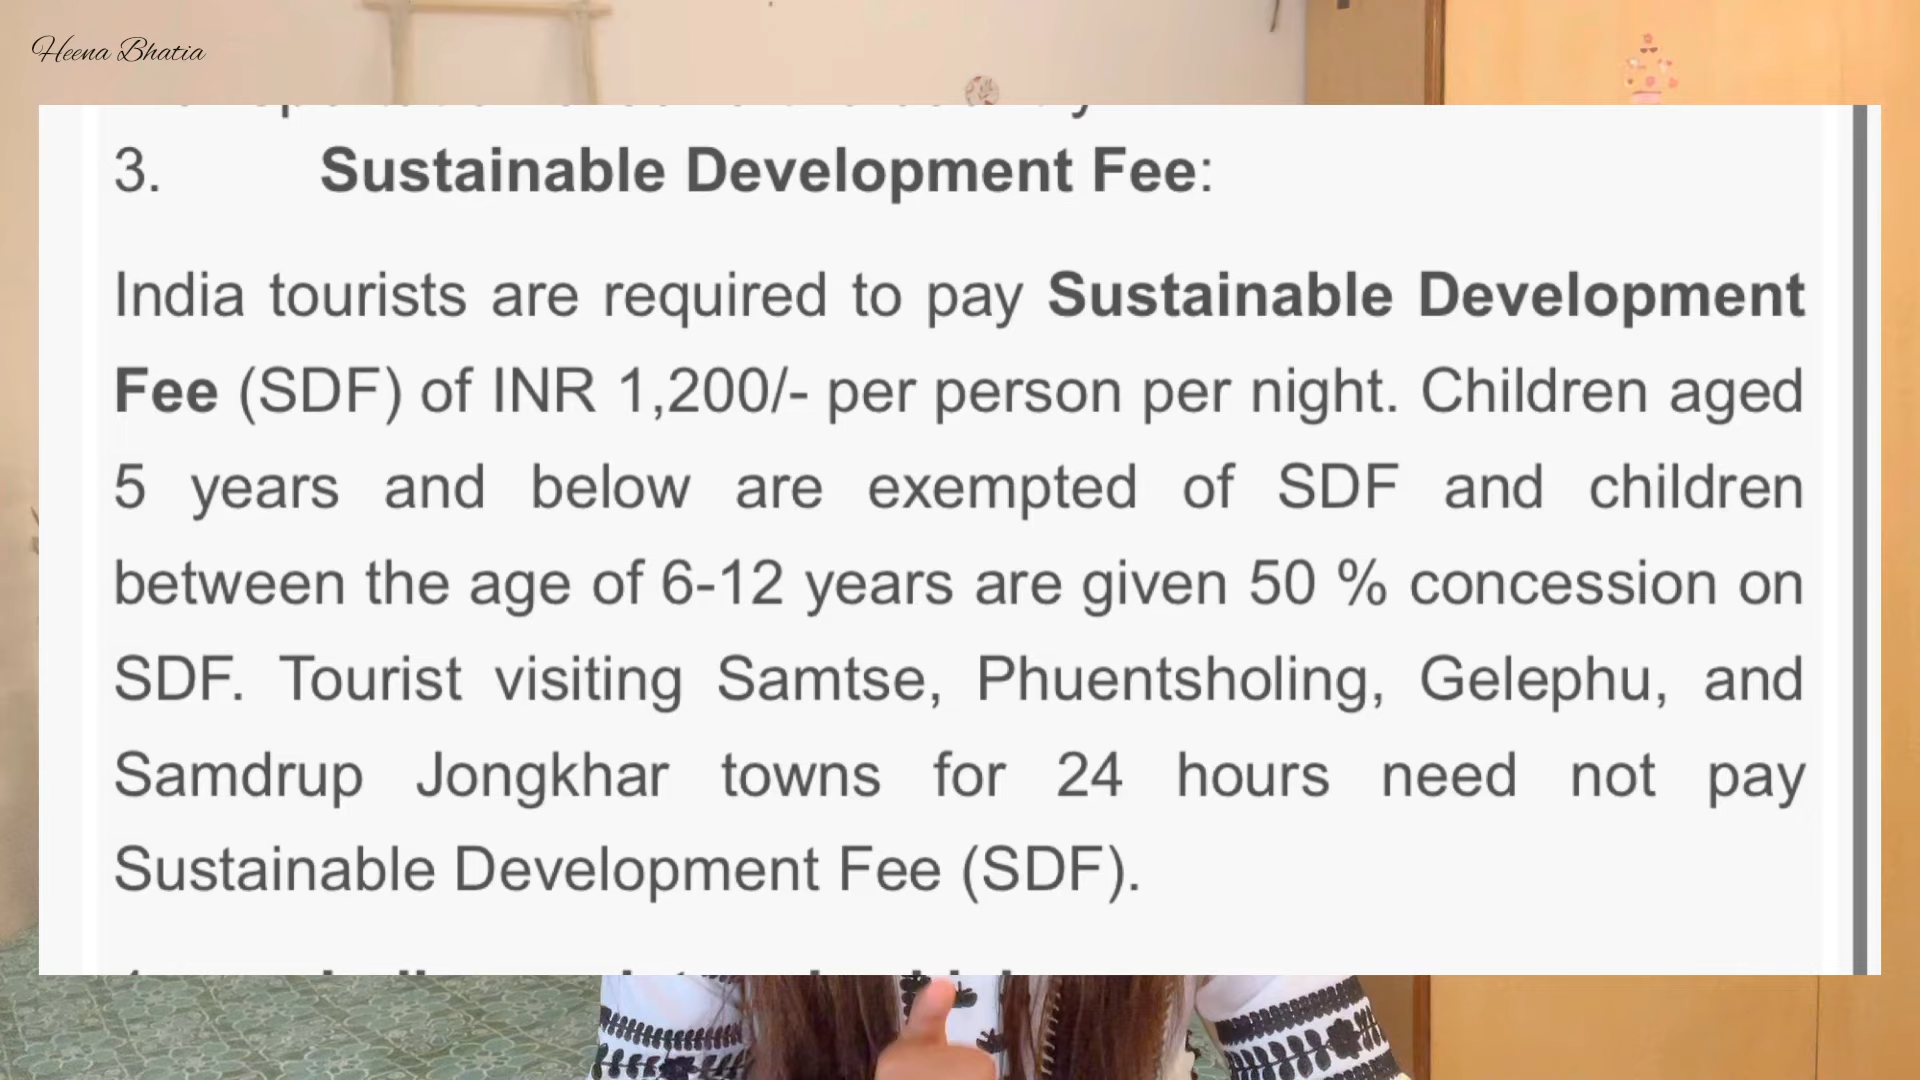 Heena Bhatia
3. Sustainable Development Fee:
India tourists are required to pay Sustainable Development
Fee (SDF) of INR 1,200/- per person per night. Children aged
5 years and below are exempted of SDF and children
between the age of 6-12 years are given 50 % concession on
SDF. Tourist visiting Samtse, Phuentsholing, Gelephu, and
Samdrup Jongkhar towns for 24 hours need not pay
Sustainable Development Fee (SDF).